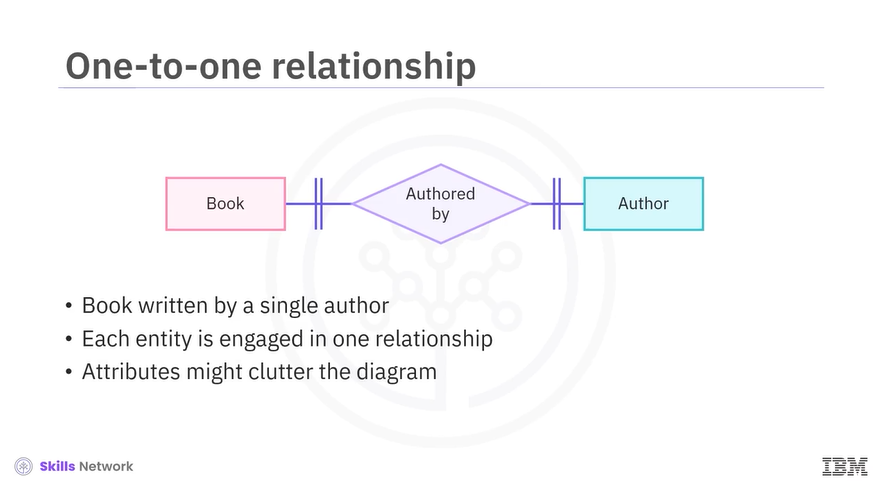 One-to-one relationship
Book
Authored
by
Author
• Book written by a single author
• Each entity is engaged in one relationship
• Attributes might clutter the diagram
Skills Network
IBM